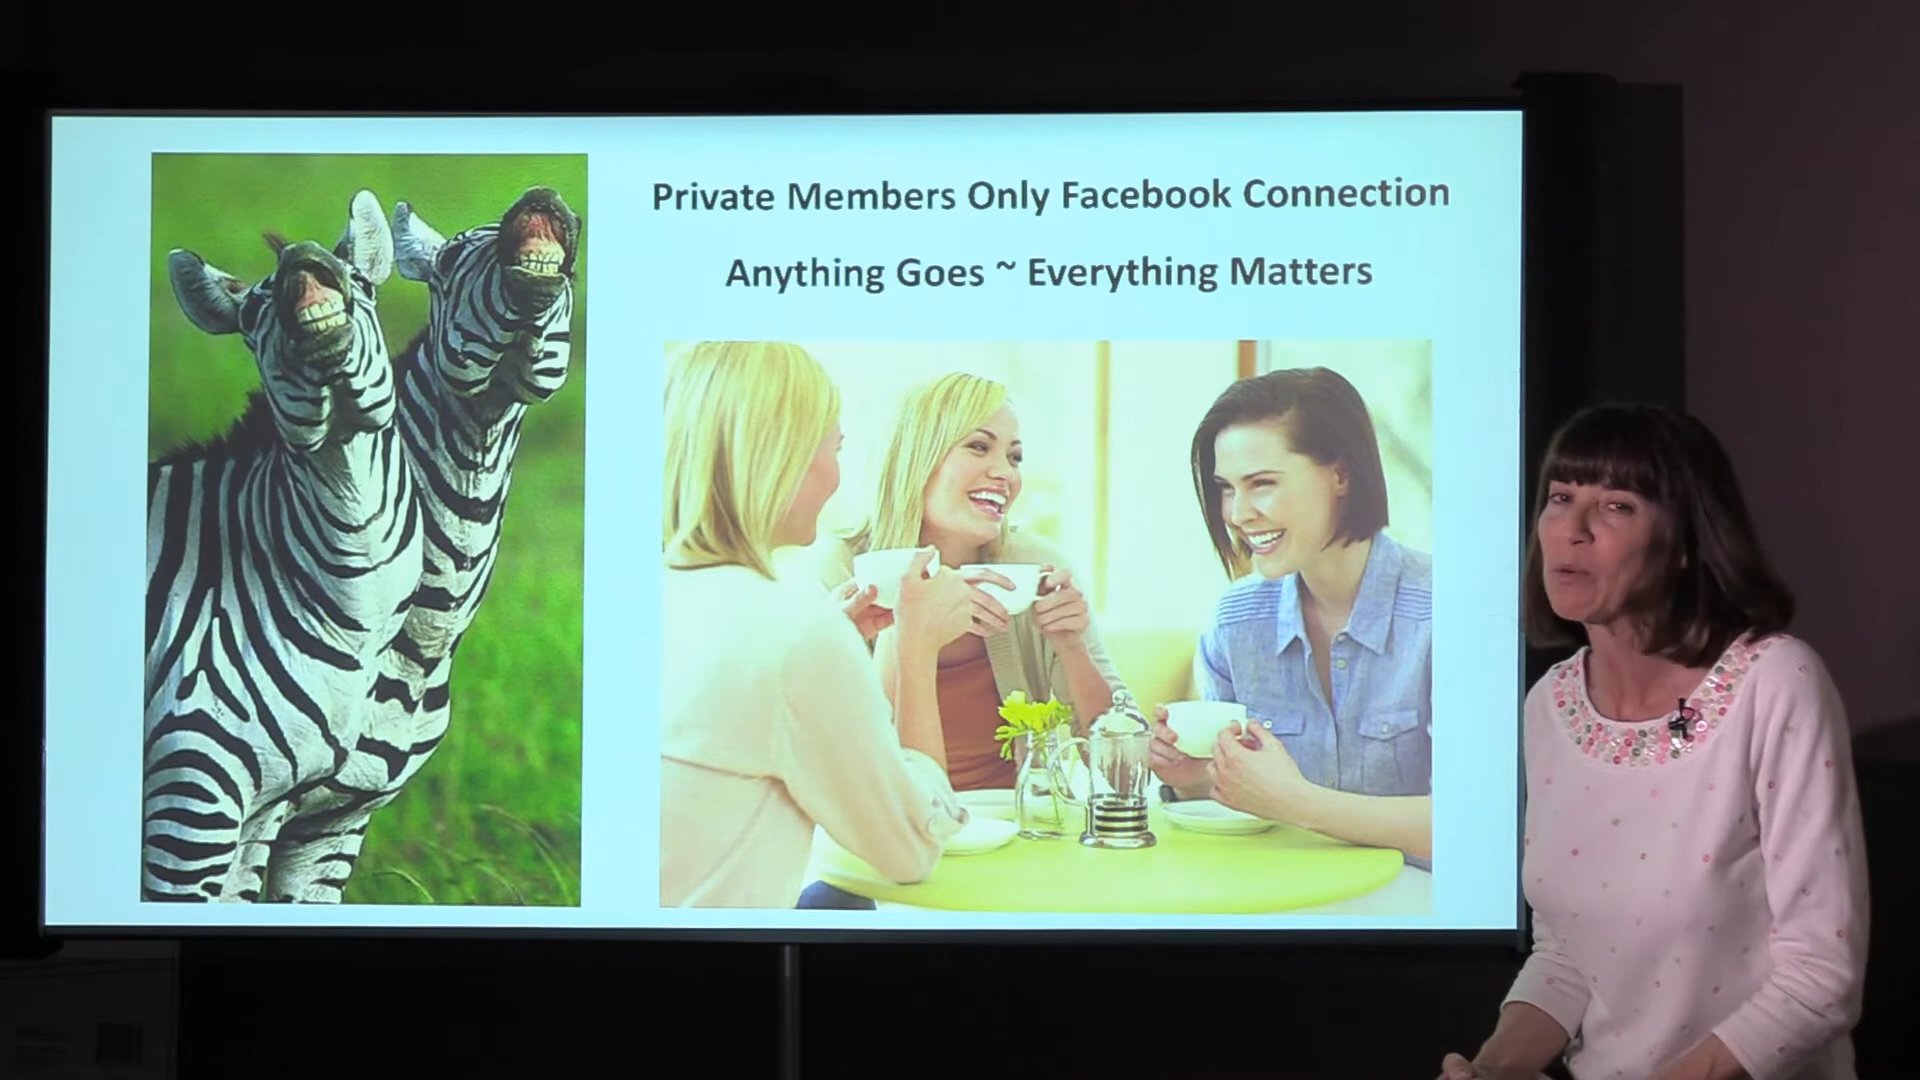 Private Members Only Facebook Connection
Anything Goes ~ Everything Matters